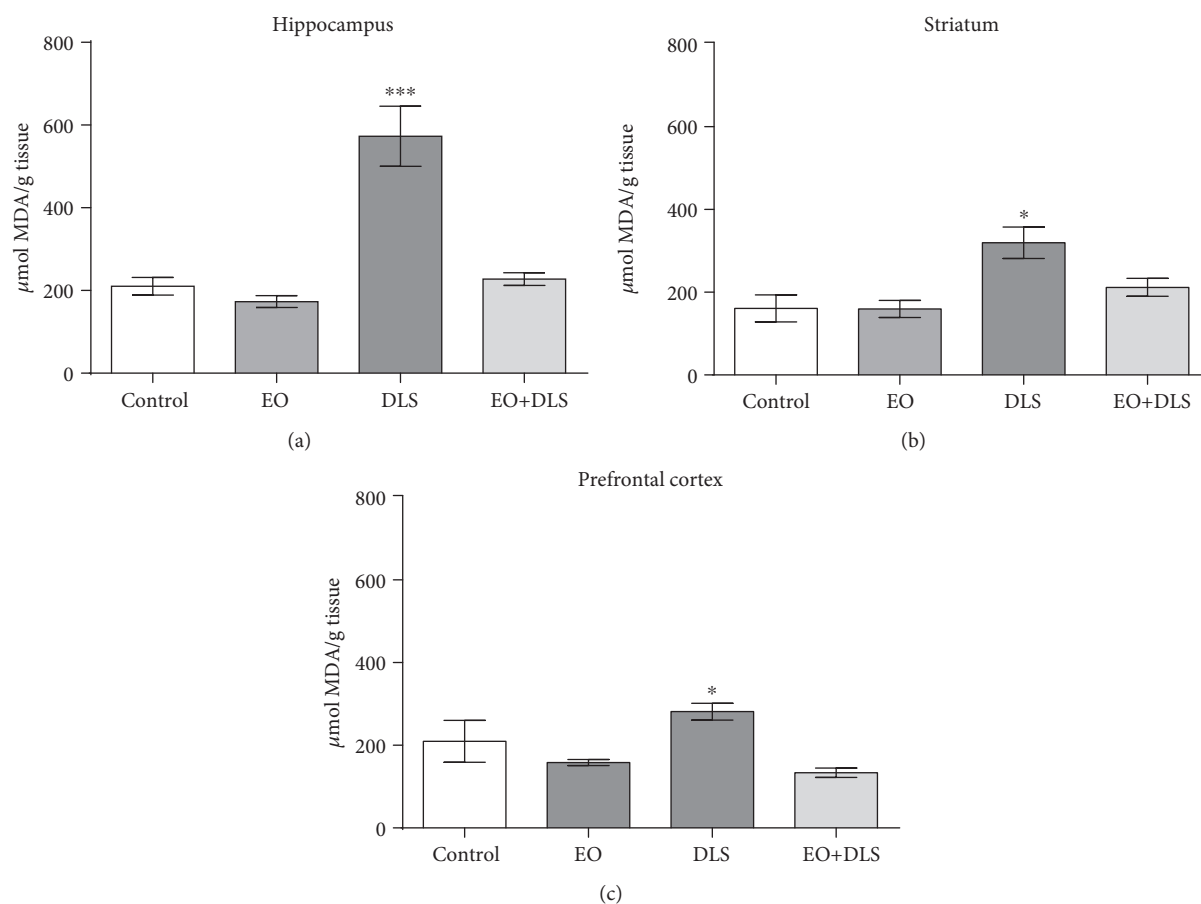 Hippocampus
800
600
400
200
0
μmol MDA/g tissue
***
Control EO DLS EO+DLS
(a)
Striatum
800
600
400
200
0
μmol MDA/g tissue
*
Control EO DLS EO+DLS
(b)
Prefrontal cortex
800
600
400
200
0
μmol MDA/g tissue
*
Control EO DLS EO+DLS
(c)